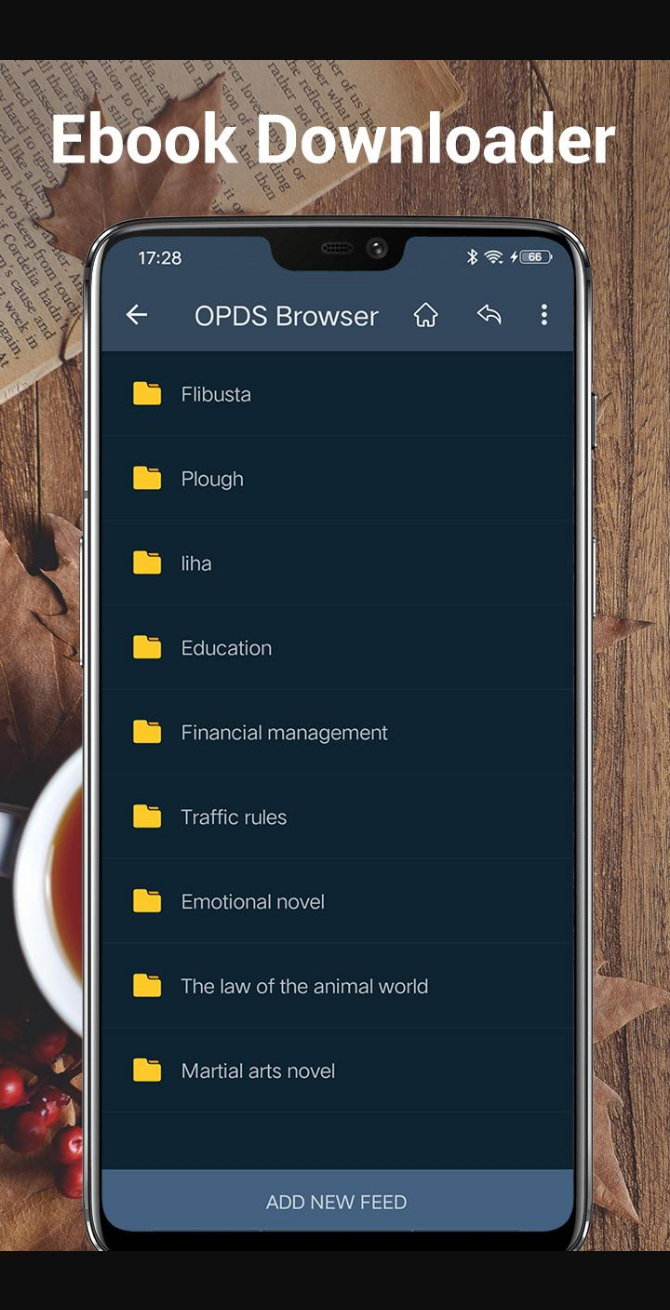 Ebook Downloader
17:28
66
OPDS Browser
Flibusta
Plough
liha
Education
Financial management
Traffic rules
Emotional novel
The law of the animal world
Martial arts novel
ADD NEW FEED